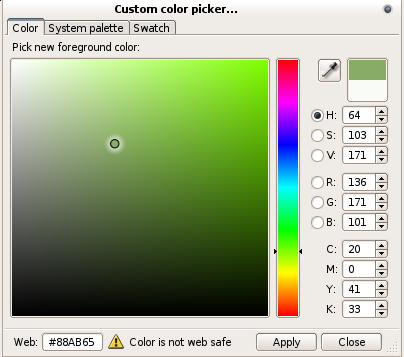 Custom color picker...
Color System palette Swatch
Pick new foreground color:
H: 64
S: 103
V: 171
R: 136
G: 171
B: 101
C: 20
M: 0
Y: 41
K: 33
Web: #88AB65 Color is not web safe Apply Close